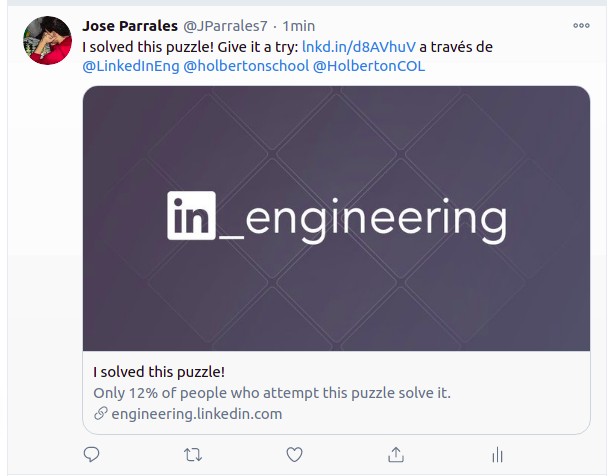 Jose Parrales @JParrales7 · 1min
I solved this puzzle! Give it a try: lnkd.in/d8AVhuV a través de
@LinkedInEng @holbertonschool @HolbertonCOL
in_engineering
I solved this puzzle!
Only 12% of people who attempt this puzzle solve it.
engineering.linkedin.com